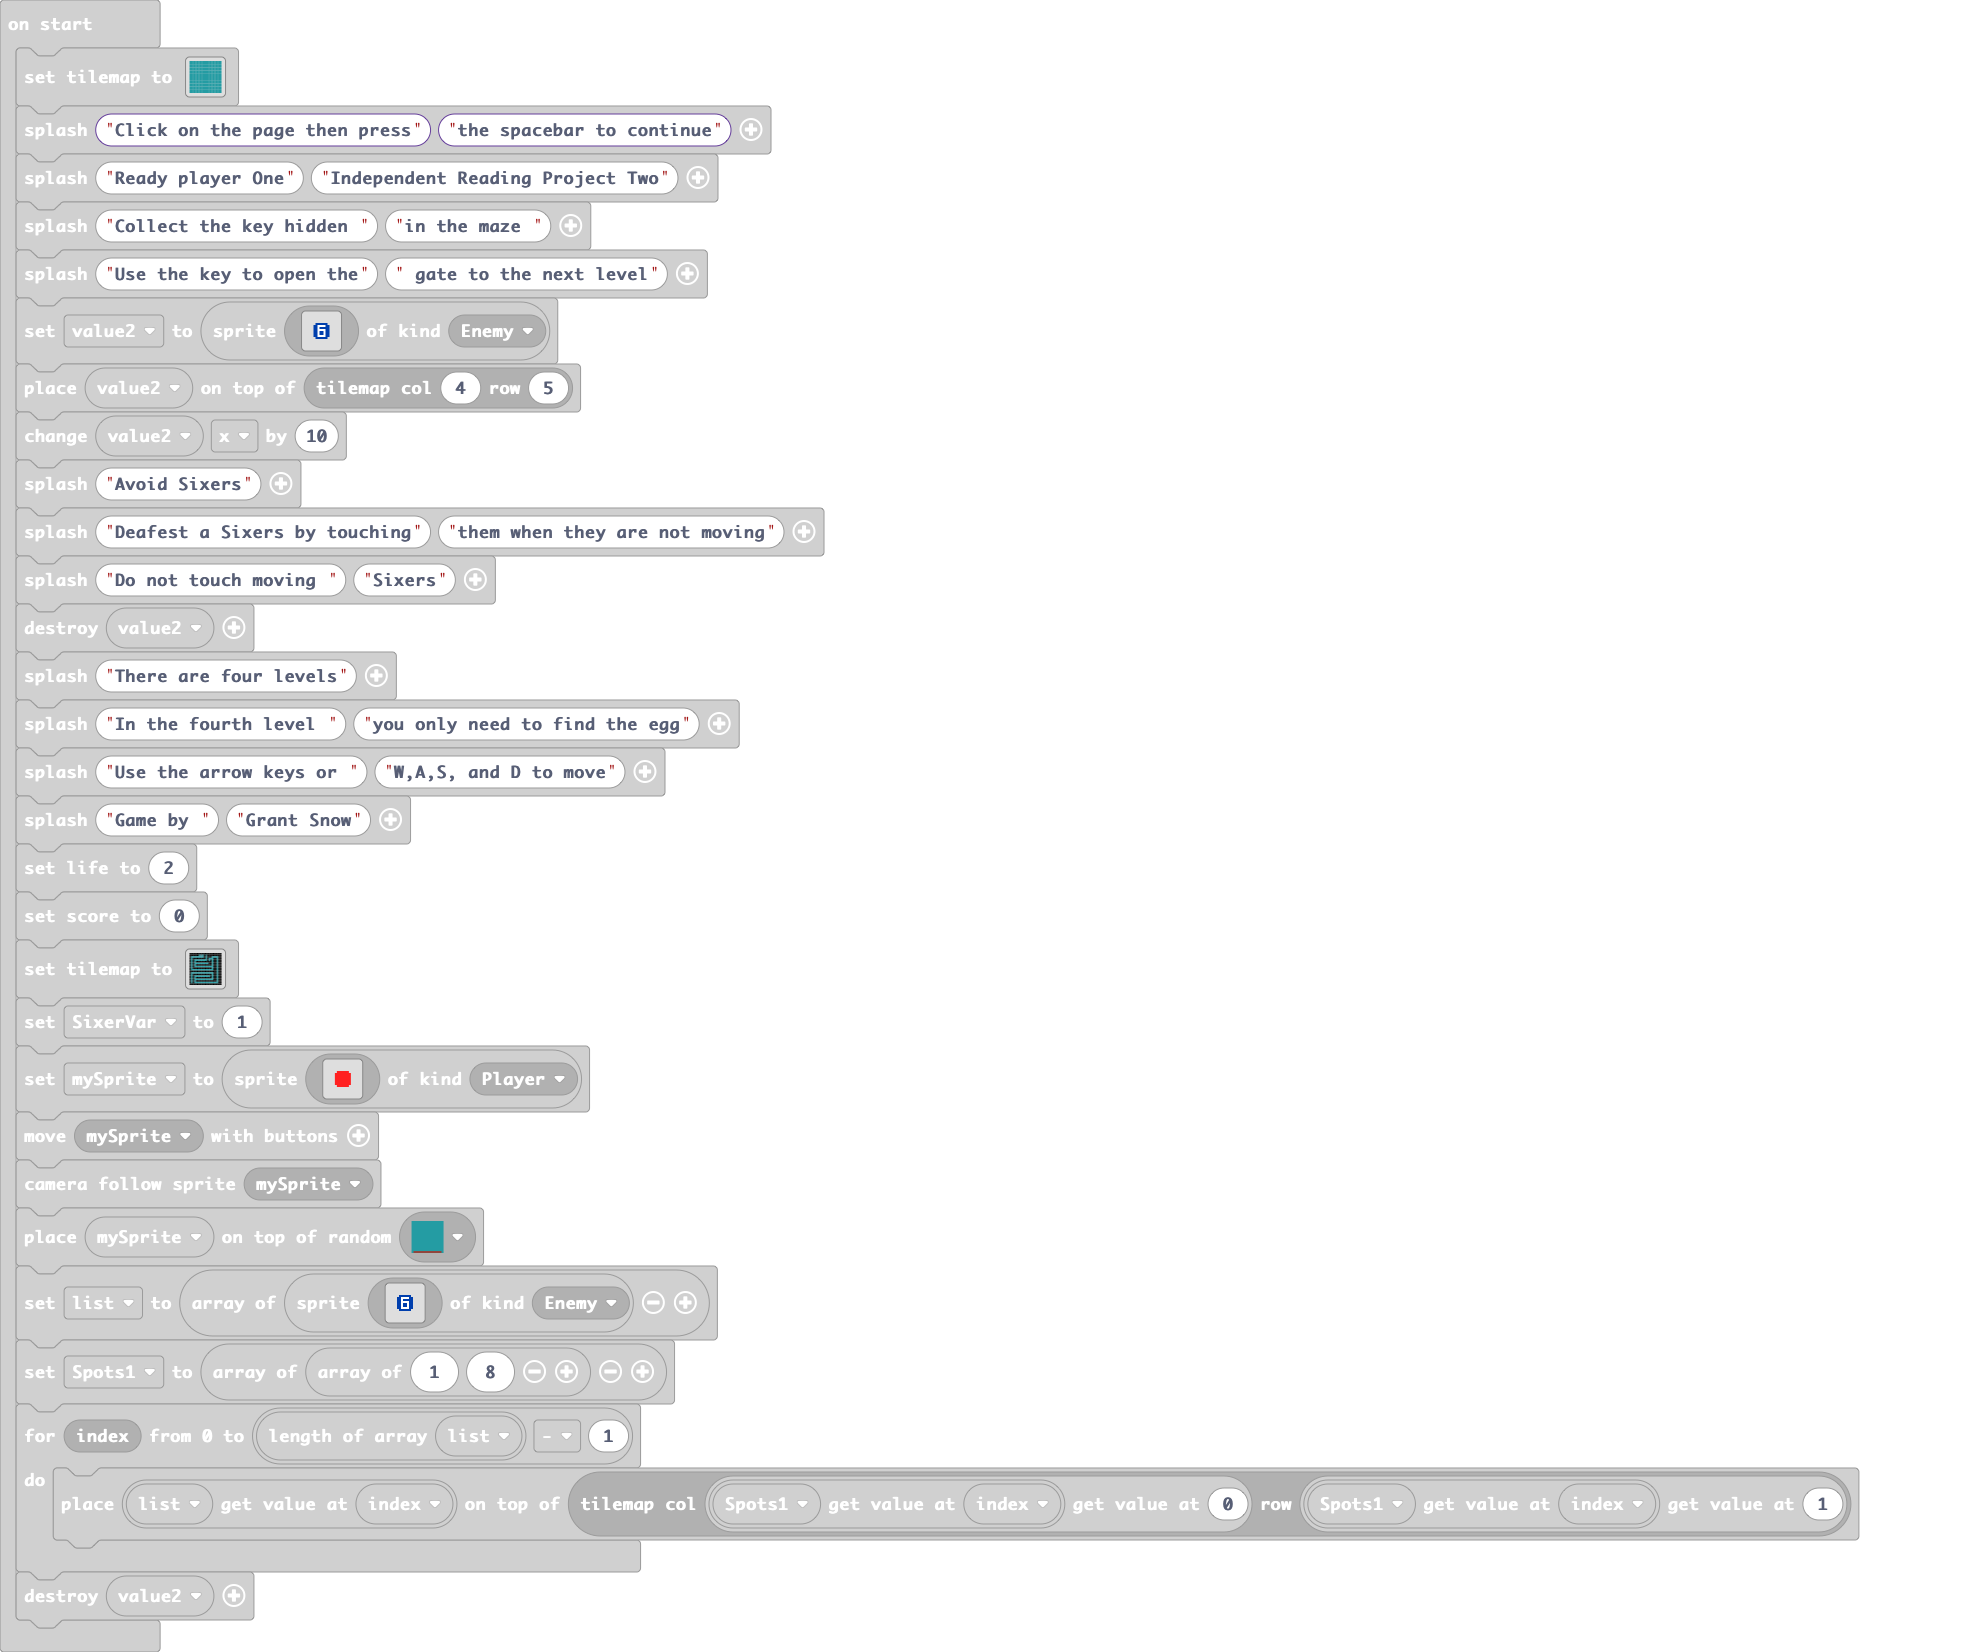 on start
set tilemap to
splash "Click on the page then press" "the spacebar to continue"
splash "Ready player One" "Independent Reading Project Two"
splash "Collect the key hidden " "in the maze "
splash "Use the key to open the" " gate to the next level"
set value2 to sprite 6 of kind Enemy
place value2 on top of tilemap col 4 row 5
change value2 x by 10
splash "Avoid Sixers"
splash "Deafest a Sixers by touching" "them when they are not moving"
splash "Do not touch moving " "Sixers"
destroy value2
splash "There are four levels"
splash "In the fourth level " "you only need to find the egg"
splash "Use the arrow keys or " "W,A,S, and D to move"
splash "Game by " "Grant Snow"
set life to 2
set score to 0
set tilemap to
set SixerVar to 1
set mySprite to sprite of kind Player
move mySprite with buttons
camera follow sprite mySprite
place mySprite on top of random
set list to array of sprite 6 of kind Enemy
set Spots1 to array of array of 1 8
for index from 0 to length of array list - 1
do
place list get value at index on top of tilemap col Spots1 get value at index get value at 0 row Spots1 get value at index get value at 1
destroy value2